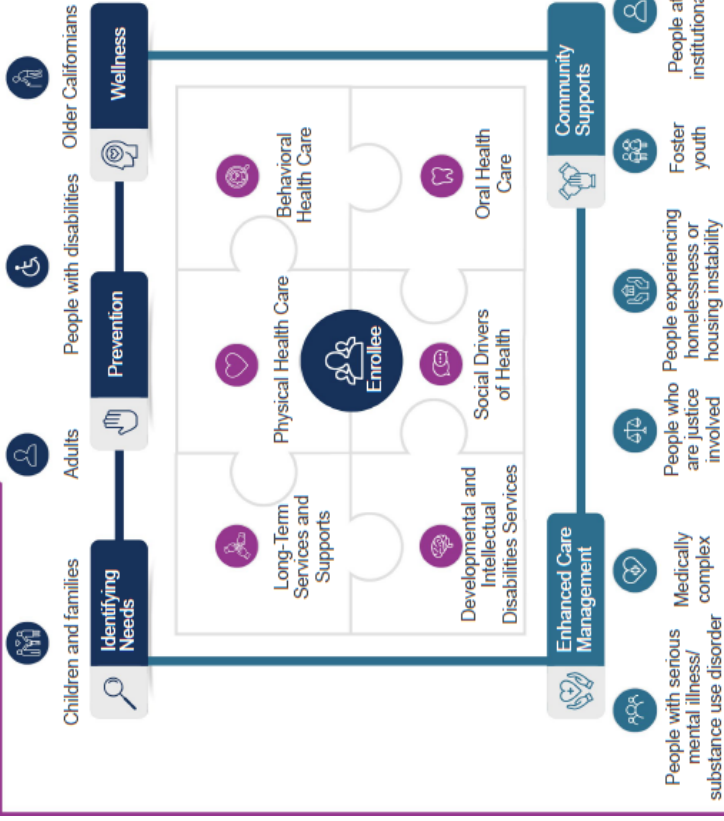 Children and families
Adults
People with disabilities
Older Californians
Identifying
Needs
Prevention
Wellness
Long-Term
Services and
Supports
Physical Health Care
Behavioral
Health Care
Enrollee
Developmental and
Intellectual
Disabilities Services
Social Drivers
of Health
Oral Health
Care
Enhanced Care
Management
Community
Supports
People with serious
mental illness/
substance use disorder
Medically
complex
People who
are justice
involved
People experiencing
homelessness or
housing instability
Foster
youth
People at